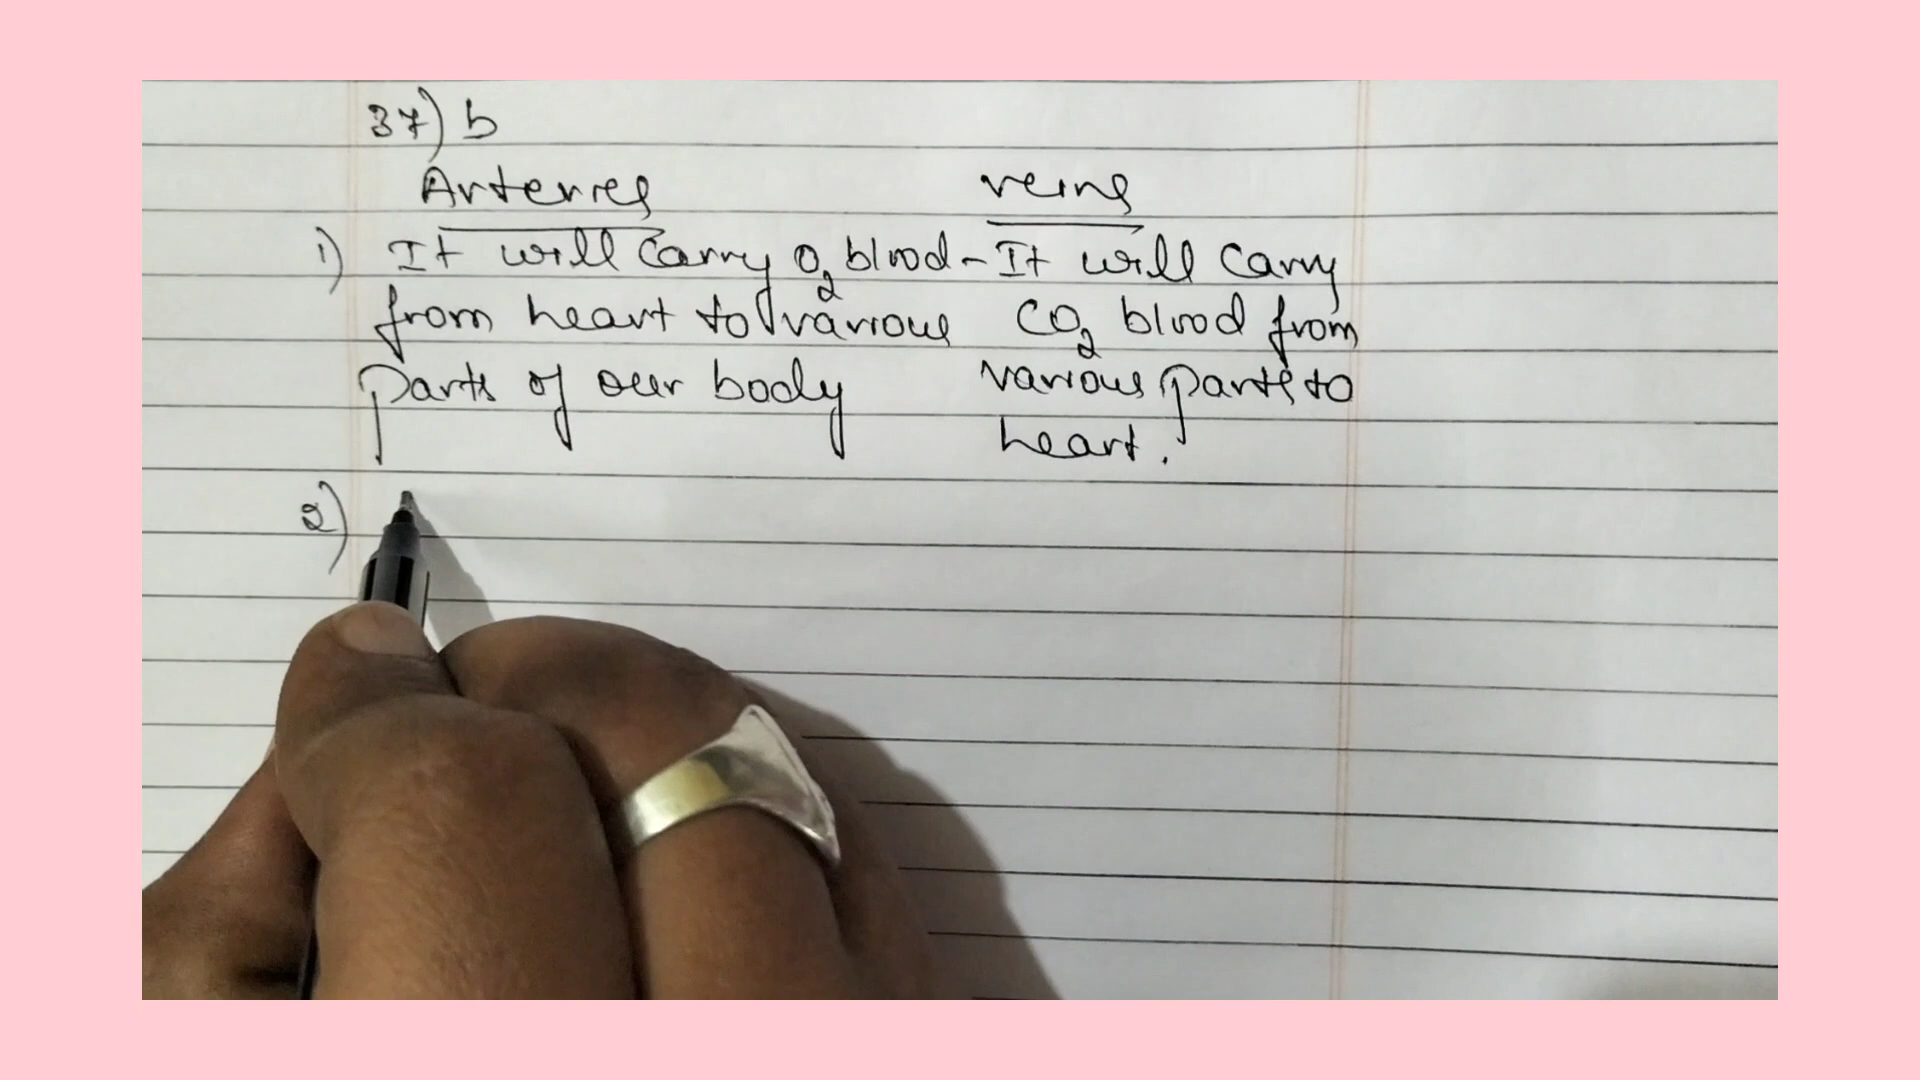 37) b
Arteries veins
1) It will carry O2 blood - It will carry
from heart to various CO2 blood from
parts of our body various parts to
heart.
2)